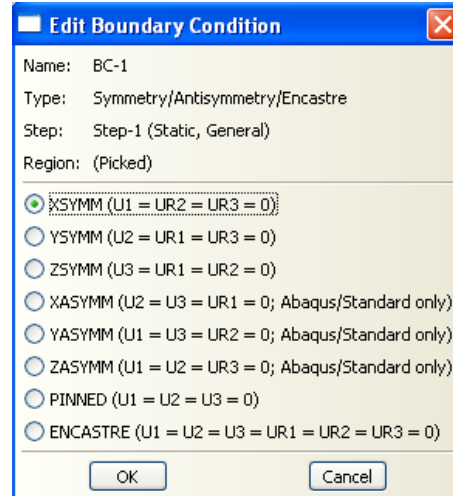 Edit Boundary Condition
Name: BC-1
Type: Symmetry/Antisymmetry/Encastre
Step: Step-1 (Static, General)
Region: (Picked)
XSYMM (U1 = UR2 = UR3 = 0)
YSYMM (U2 = UR1 = UR3 = 0)
ZSYMM (U3 = UR1 = UR2 = 0)
XASYMM (U2 = U3 = UR1 = 0; Abaqus/Standard only)
YASYMM (U1 = U3 = UR2 = 0; Abaqus/Standard only)
ZASYMM (U1 = U2 = UR3 = 0; Abaqus/Standard only)
PINNED (U1 = U2 = U3 = 0)
ENCASTRE (U1 = U2 = U3 = UR1 = UR2 = UR3 = 0)
OK Cancel